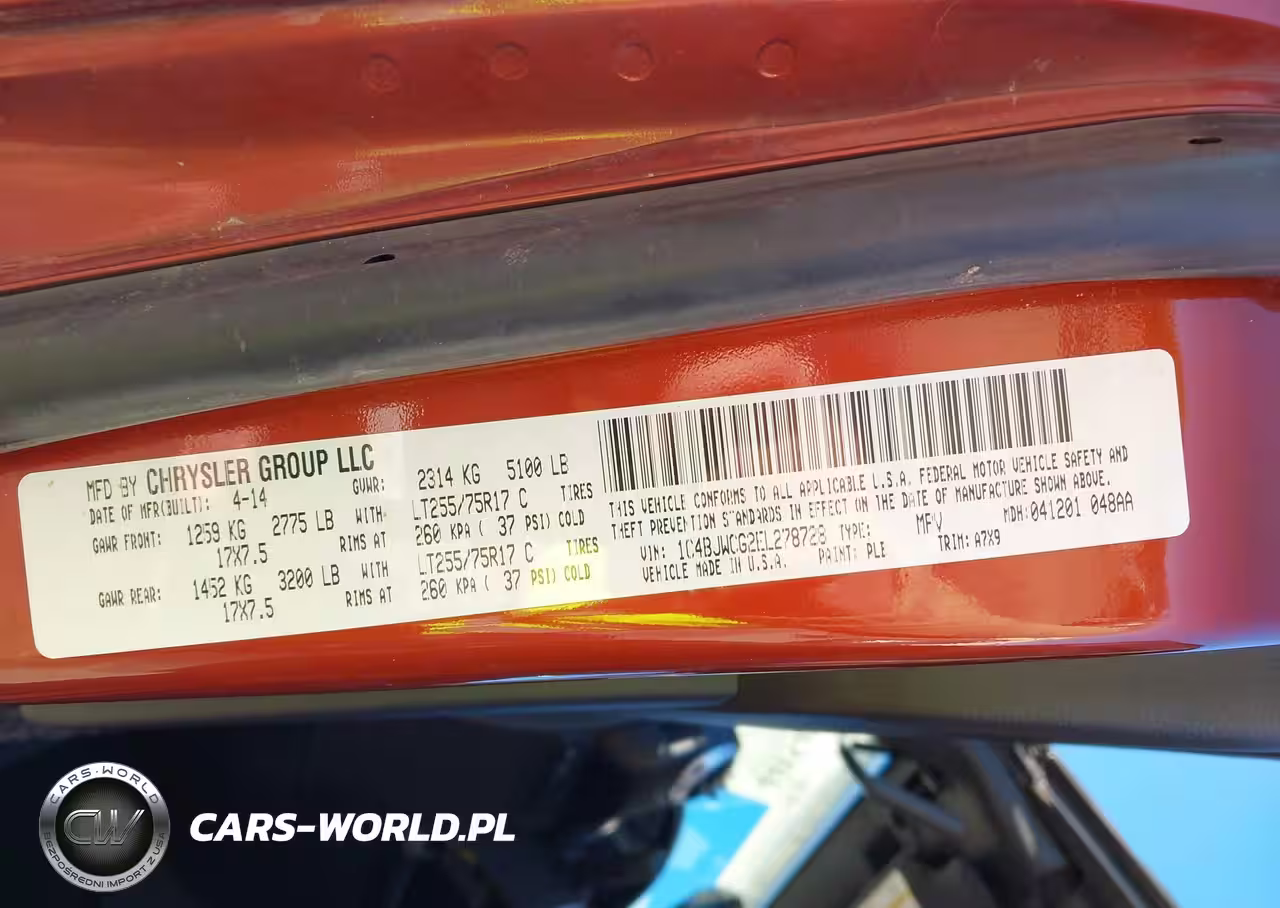 MFD BY CHRYSLER GROUP LLC
DATE OF MFR(BUILT): 4-14 GVWR: 2314 KG 5100 LB
GAWR FRONT: 1259 KG 2775 LB WITH LT255/75R17 C TIRES
17X7.5 RIMS AT 260 KPA ( 37 PSI) COLD
GAWR REAR: 1452 KG 3200 LB WITH LT255/75R17 C TIRES
17X7.5 RIMS AT 260 KPA ( 37 PSI) COLD
THIS VEHICLE CONFORMS TO ALL APPLICABLE U.S.A. FEDERAL MOTOR VEHICLE SAFETY AND
THEFT PREVENTION STANDARDS IN EFFECT ON THE DATE OF MANUFACTURE SHOWN ABOVE.
VIN: 1C4BJWCG2EL278728 TYPE: MPV MDH: 041201 048AA
VEHICLE MADE IN U.S.A. PAINT: PLE TRIM: A7X9
CARS-WORLD
CW
BEZPOŚREDNI IMPORT Z USA
CARS-WORLD.PL